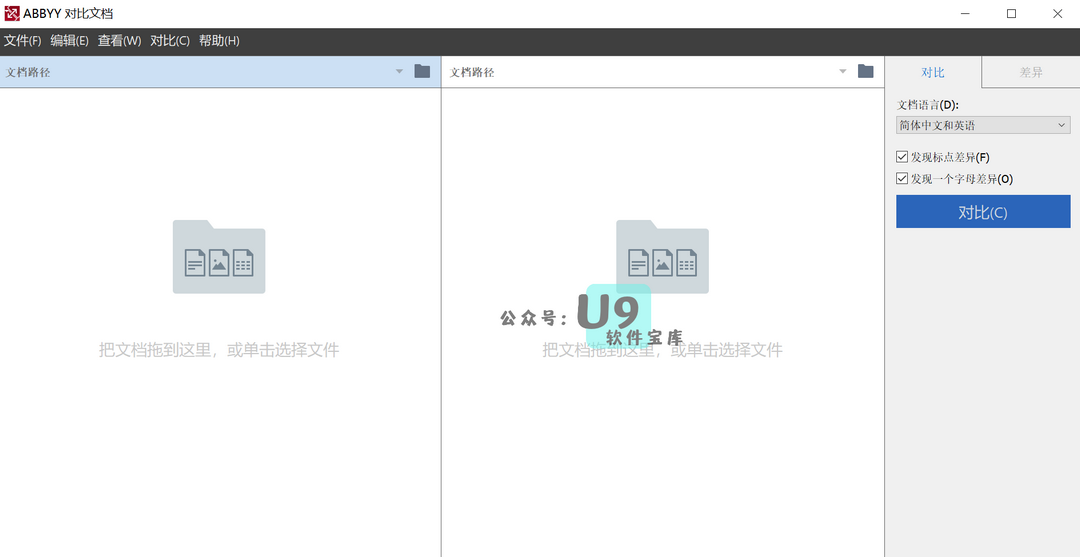 ABBYY 对比文档
文件(F) 编辑(E) 查看(W) 对比(C) 帮助(H)
文档路径
文档路径
对比
差异
文档语言(D):
简体中文和英语
发现标点差异(F)
发现一个字母差异(O)
对比(C)
把文档拖到这里，或单击选择文件
把文档拖到这里，或单击选择文件
公众号：U9
软件宝库